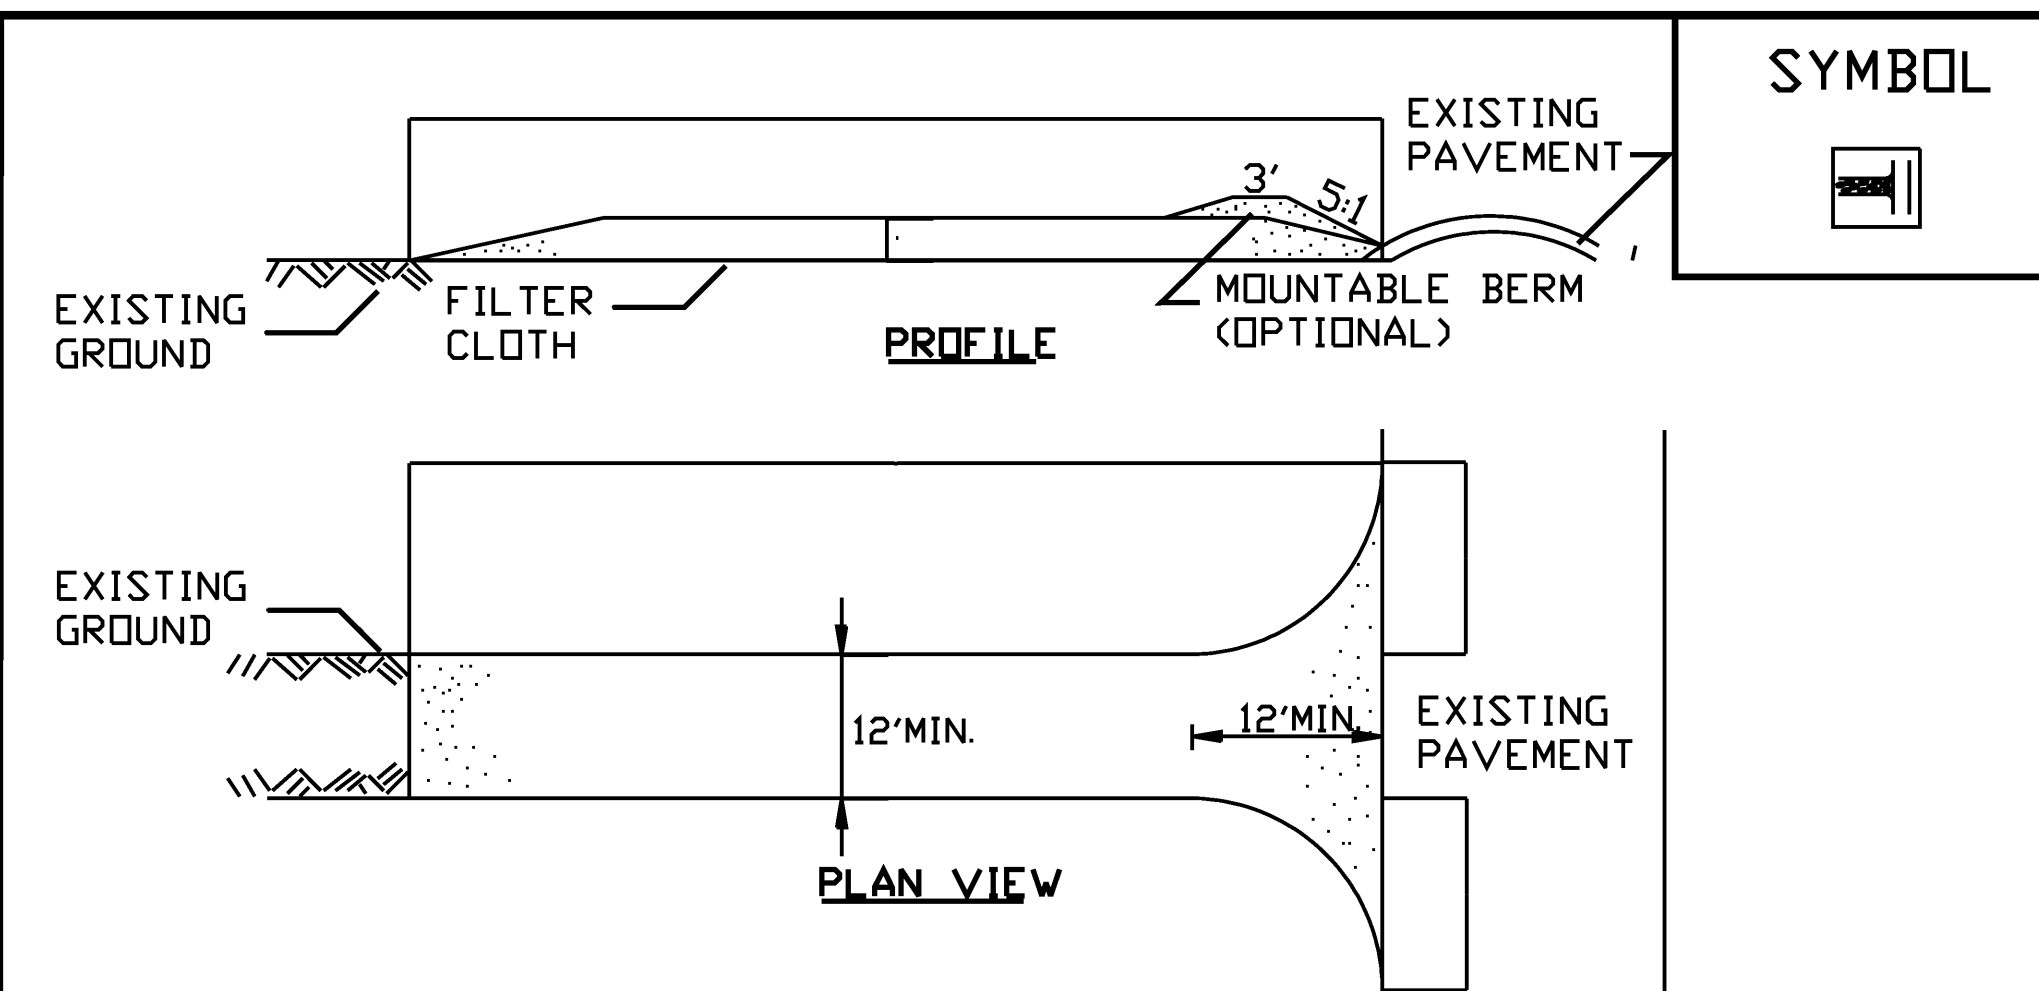 SYMBOL
EXISTING
PAVEMENT
3'
5:1
EXISTING
GROUND
FILTER
CLOTH
PROFILE
MOUNTABLE BERM
(OPTIONAL)
EXISTING
GROUND
12'MIN.
12'MIN.
EXISTING
PAVEMENT
PLAN VIEW